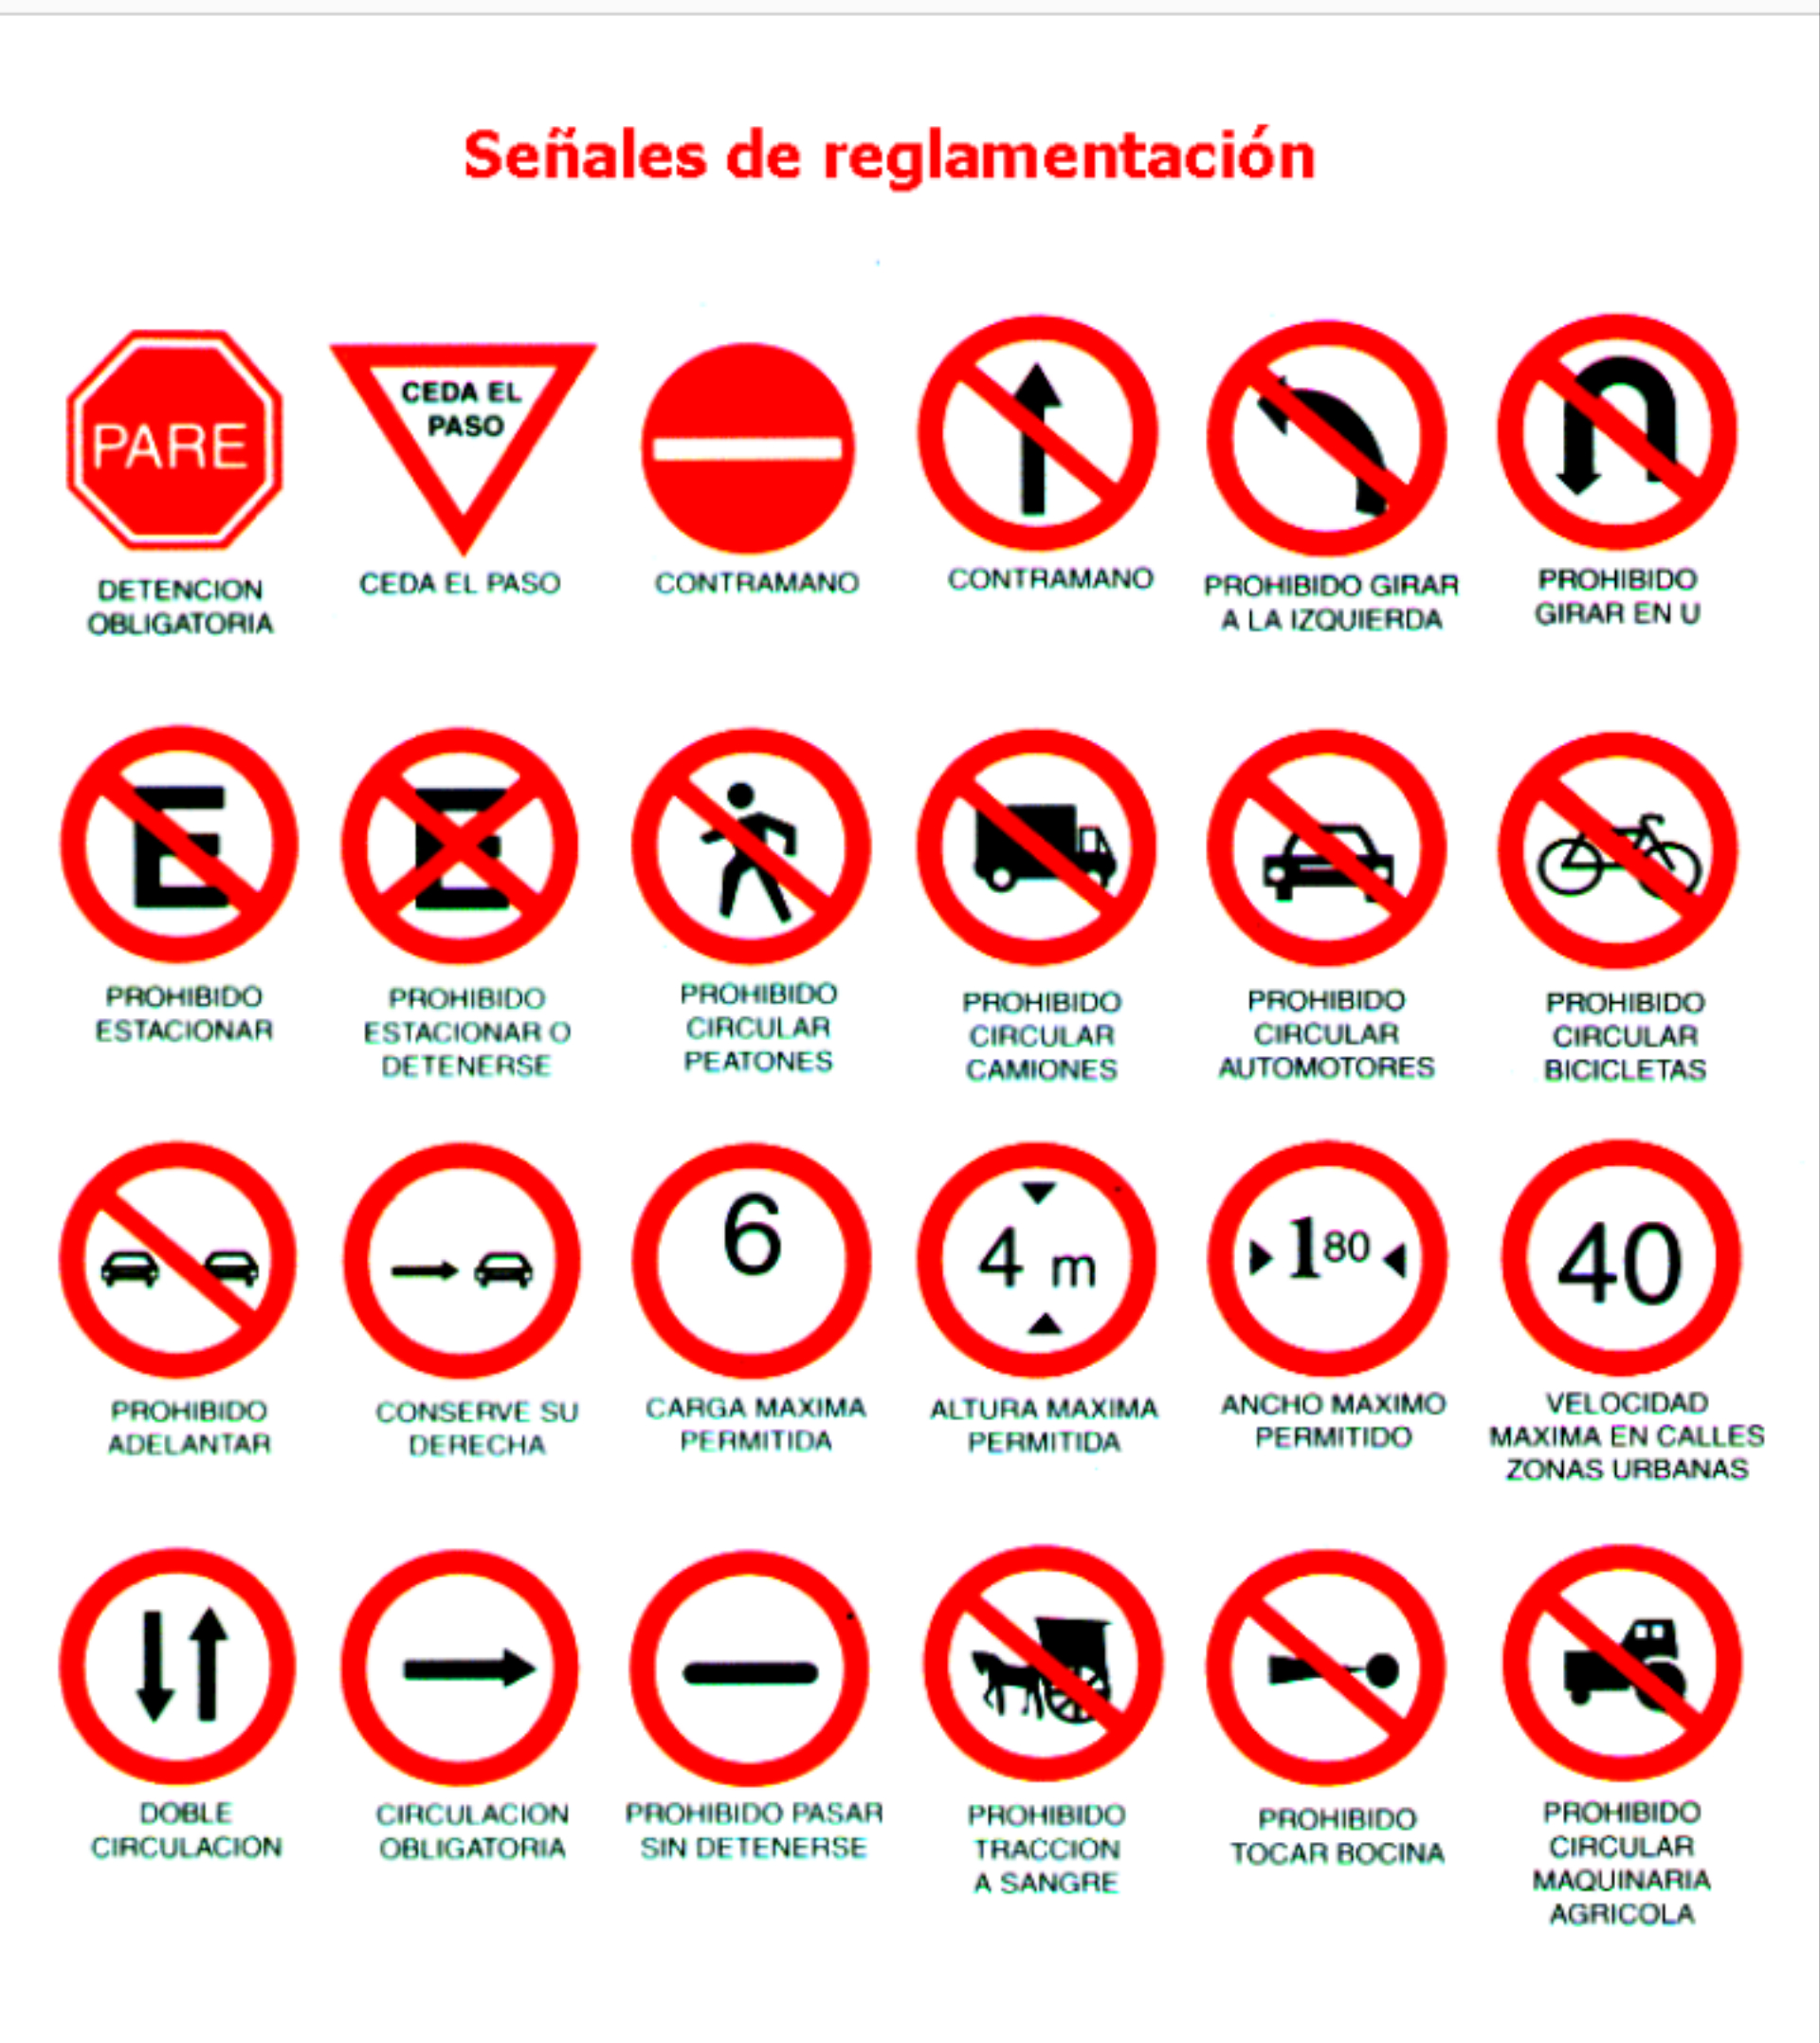 Señales de reglamentación
PARE
CEDA EL
PASO
DETENCION
OBLIGATORIA
CEDA EL PASO
CONTRAMANO
CONTRAMANO
PROHIBIDO GIRAR
A LA IZQUIERDA
PROHIBIDO
GIRAR EN U
E
E
PROHIBIDO
ESTACIONAR
PROHIBIDO
ESTACIONAR O
DETENERSE
PROHIBIDO
CIRCULAR
PEATONES
PROHIBIDO
CIRCULAR
CAMIONES
PROHIBIDO
CIRCULAR
AUTOMOTORES
PROHIBIDO
CIRCULAR
BICICLETAS
6
4 m
180
40
PROHIBIDO
ADELANTAR
CONSERVE SU
DERECHA
CARGA MAXIMA
PERMITIDA
ALTURA MAXIMA
PERMITIDA
ANCHO MAXIMO
PERMITIDO
VELOCIDAD
MAXIMA EN CALLES
ZONAS URBANAS
DOBLE
CIRCULACION
CIRCULACION
OBLIGATORIA
PROHIBIDO PASAR
SIN DETENERSE
PROHIBIDO
TRACCION
A SANGRE
PROHIBIDO
TOCAR BOCINA
PROHIBIDO
CIRCULAR
MAQUINARIA
AGRICOLA